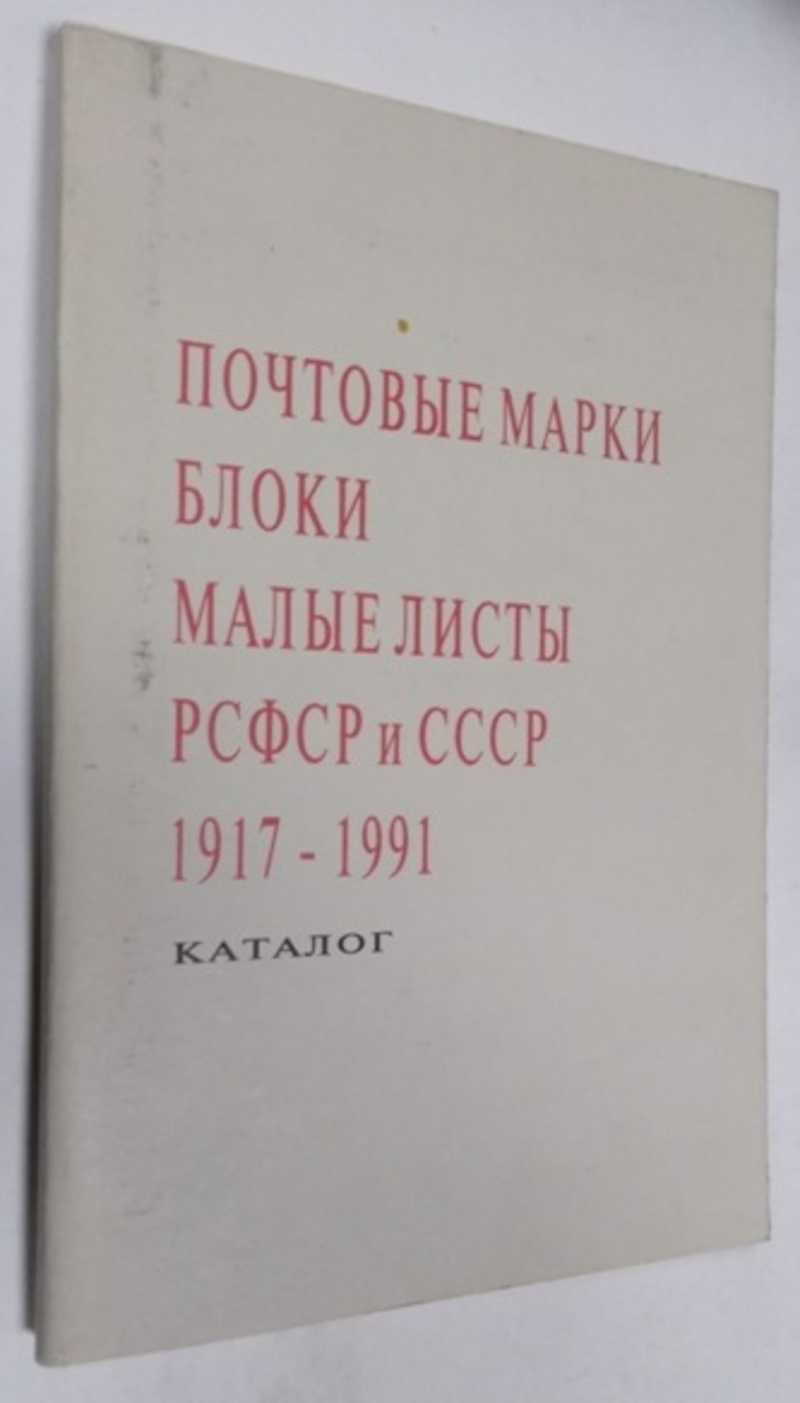 ПОЧТОВЫЕ МАРКИ
БЛОКИ
МАЛЫЕ ЛИСТЫ
РСФСР и СССР
1917 - 1991
КАТАЛОГ